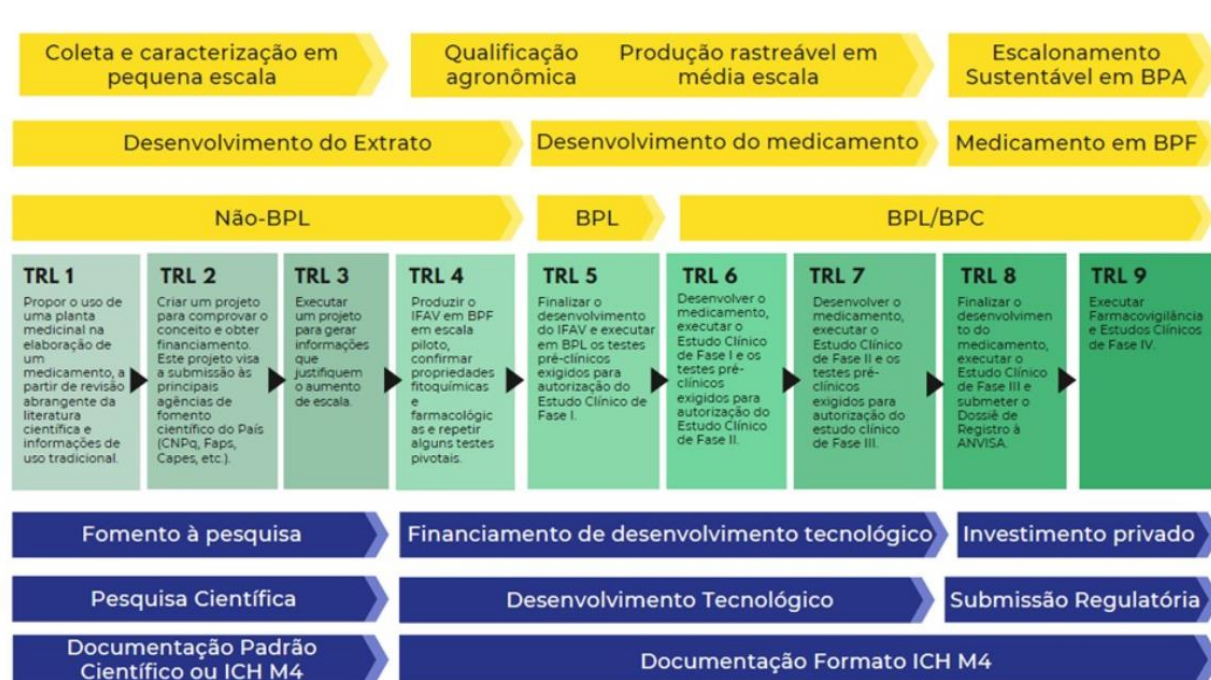 Coleta e caracterização em
pequena escala
Qualificação
agronômica
Produção rastreável em
média escala
Escalonamento
Sustentável em BPA
Desenvolvimento do Extrato
Desenvolvimento do medicamento
Medicamento em BPF
Não-BPL
BPL
BPL/BPC
TRL 1
Propor o uso de
uma planta
medicinal na
elaboração de
um
medicamento, a
partir de revisão
abrangente da
literatura
científica e
informações de
uso tradicional.
TRL 2
Criar um projeto
para comprovar o
conceito e obter
financiamento.
Este projeto visa
a submissão às
principais
agências de
fomento
científico do País
(CNPq, Faps,
Capes, etc.).
TRL 3
Executar
um projeto
para gerar
informações
que
justifiquem
o aumento
de escala.
TRL 4
Produzir o
IFAV em BPF
em escala
piloto,
confirmar
propriedades
fitoquímicas
e
farmacológic
as e repetir
alguns testes
pivotais.
TRL 5
Finalizar o
desenvolvimento
do IFAV e executar
em BPL os testes
pré-clínicos
exigidos para
autorização do
Estudo Clínico de
Fase I.
TRL 6
Desenvolver o
medicamento,
executar o
Estudo Clínico
de Fase I e os
testes pré-
clínicos
exigidos para
autorização do
Estudo Clínico
de Fase II.
TRL 7
Desenvolver o
medicamento,
executar o
Estudo Clínico
de Fase II e os
testes pré-
clínicos
exigidos para
autorização do
estudo clínico
de Fase III.
TRL 8
Finalizar o
desenvolvimen
to do
medicamento,
executar o
Estudo Clínico
de Fase III e
submeter o
Dossiê de
Registro à
ANVISA.
TRL 9
Executar
Farmacovigilância
e Estudos Clínicos
de Fase IV.
Fomento à pesquisa
Financiamento de desenvolvimento tecnológico
Investimento privado
Pesquisa Científica
Desenvolvimento Tecnológico
Submissão Regulatória
Documentação Padrão
Científico ou ICH M4
Documentação Formato ICH M4